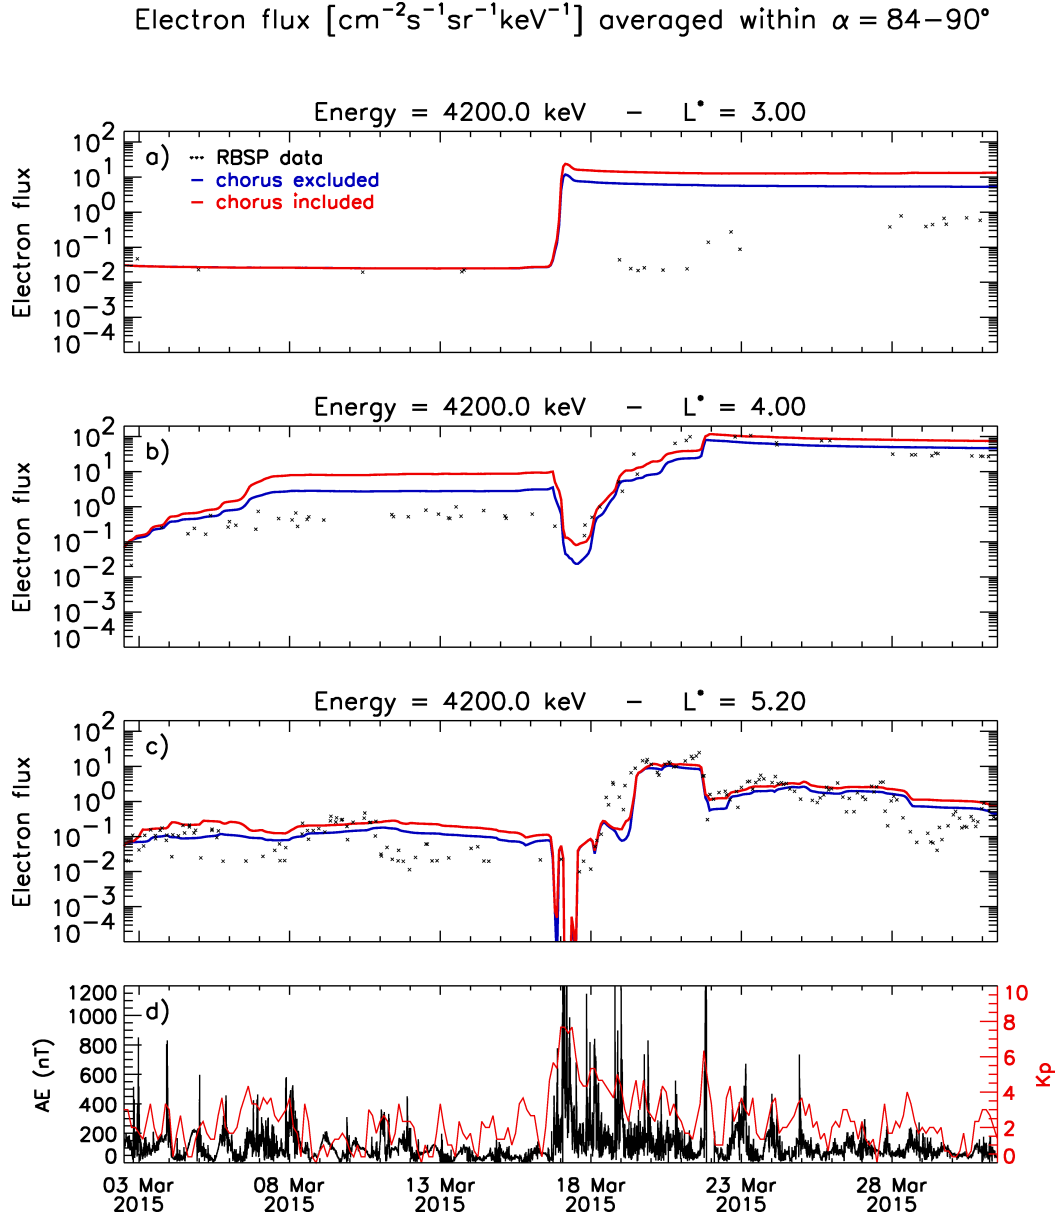 Electron flux [cm⁻²s⁻¹sr⁻¹keV⁻¹] averaged within α = 84–90°
Energy = 4200.0 keV – L* = 3.00
a)
RBSP data
chorus excluded
chorus included
Electron flux
10²
10¹
10⁰
10⁻¹
10⁻²
10⁻³
10⁻⁴
Energy = 4200.0 keV – L* = 4.00
b)
Electron flux
10²
10¹
10⁰
10⁻¹
10⁻²
10⁻³
10⁻⁴
Energy = 4200.0 keV – L* = 5.20
c)
Electron flux
10²
10¹
10⁰
10⁻¹
10⁻²
10⁻³
10⁻⁴
d)
AE (nT)
1200
1000
800
600
400
200
0
Kp
10
8
6
4
2
0
03 Mar 08 Mar 13 Mar 18 Mar 23 Mar 28 Mar
2015 2015 2015 2015 2015 2015